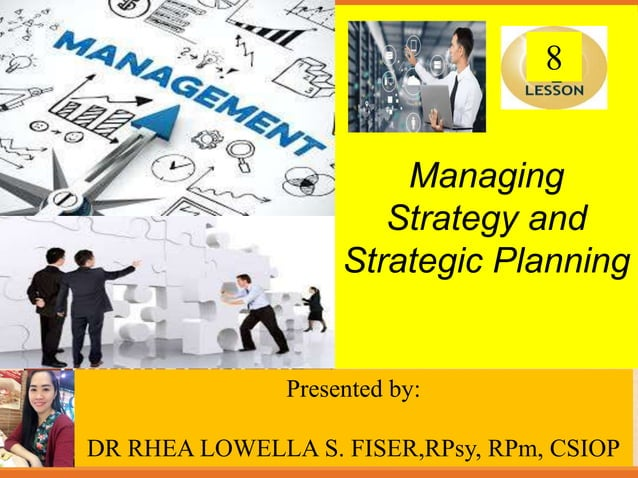 MANAGEMENT
8
LESSON
Managing
Strategy and
Strategic Planning
Presented by:
DR RHEA LOWELLA S. FISER,RPsy, RPm, CSIOP